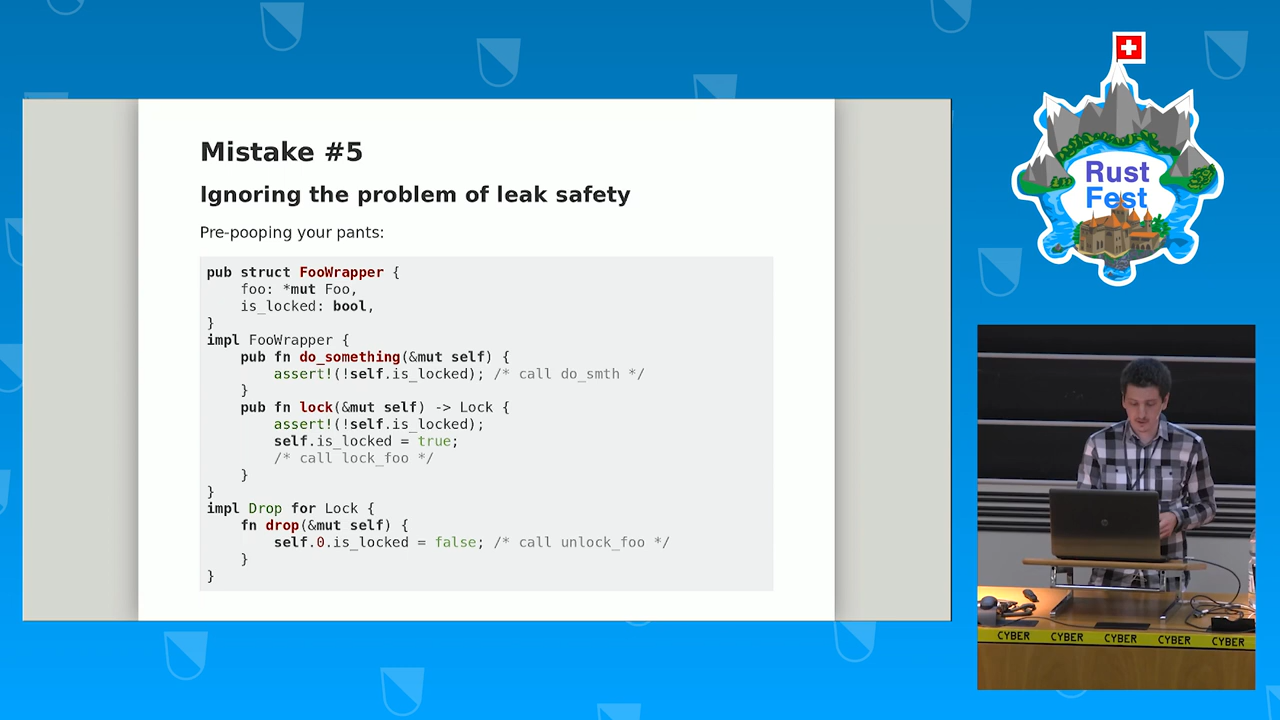 Mistake #5
Ignoring the problem of leak safety
Pre-pooping your pants:
pub struct FooWrapper {
    foo: *mut Foo,
    is_locked: bool,
}
impl FooWrapper {
    pub fn do_something(&mut self) {
        assert!(!self.is_locked); /* call do_smth */
    }
    pub fn lock(&mut self) -> Lock {
        assert!(!self.is_locked);
        self.is_locked = true;
        /* call lock_foo */
    }
}
impl Drop for Lock {
    fn drop(&mut self) {
        self.0.is_locked = false; /* call unlock_foo */
    }
}
Rust
Fest
CYBER CYBER CYBER CYBER CYBER